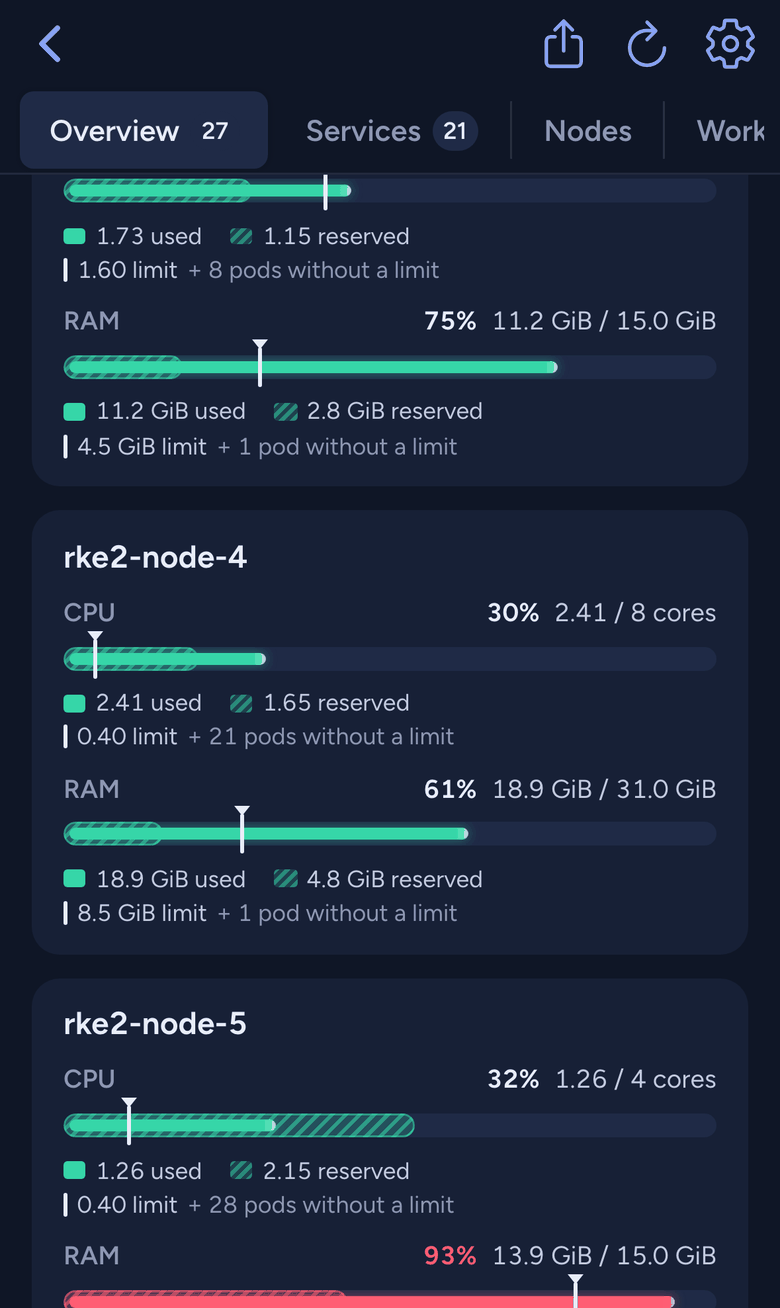 Overview 27 Services 21 Nodes Work
1.73 used 1.15 reserved
1.60 limit + 8 pods without a limit
RAM 75% 11.2 GiB / 15.0 GiB
11.2 GiB used 2.8 GiB reserved
4.5 GiB limit + 1 pod without a limit
rke2-node-4
CPU 30% 2.41 / 8 cores
2.41 used 1.65 reserved
0.40 limit + 21 pods without a limit
RAM 61% 18.9 GiB / 31.0 GiB
18.9 GiB used 4.8 GiB reserved
8.5 GiB limit + 1 pod without a limit
rke2-node-5
CPU 32% 1.26 / 4 cores
1.26 used 2.15 reserved
0.40 limit + 28 pods without a limit
RAM 93% 13.9 GiB / 15.0 GiB